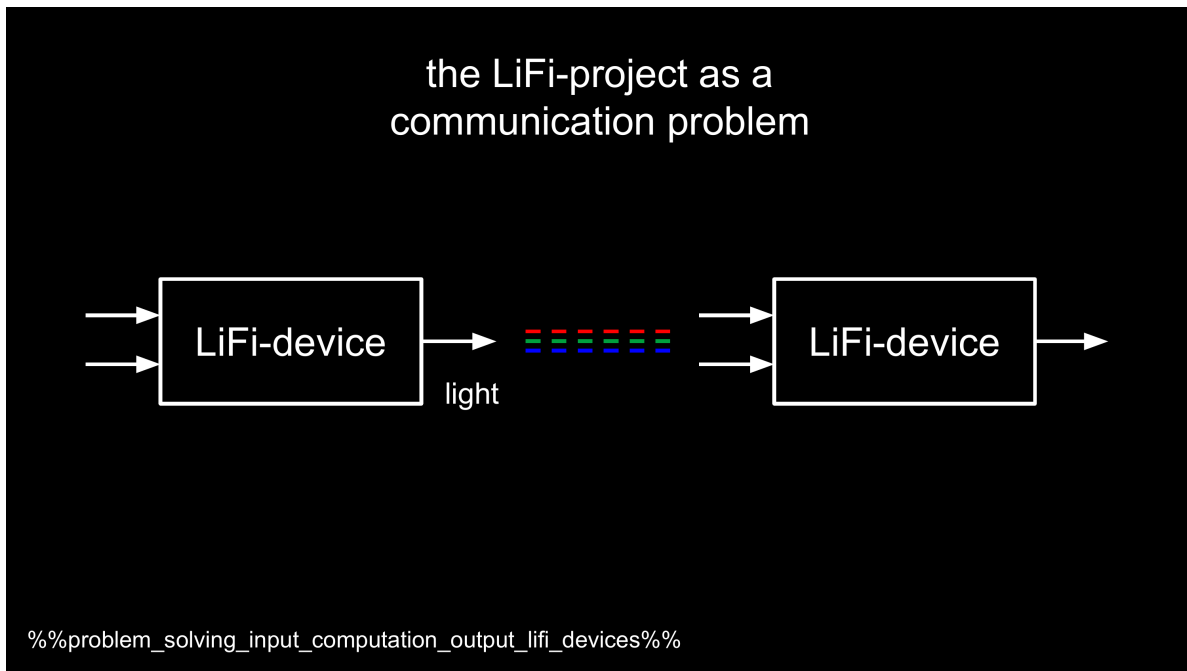 the LiFi-project as a
communication problem
LiFi-device
light
LiFi-device
%%problem_solving_input_computation_output_lifi_devices%%